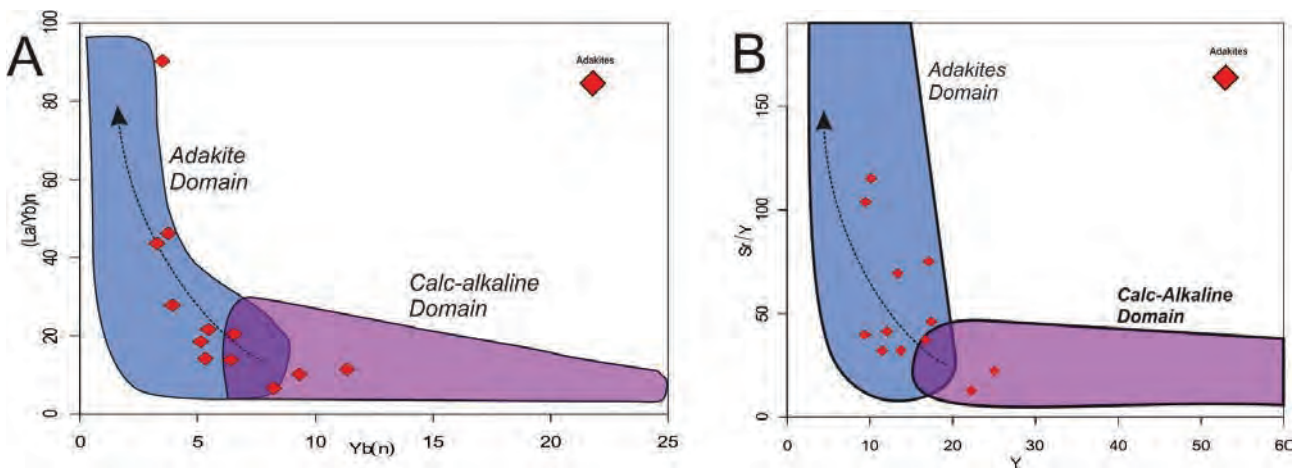 A
100
80
60
40
20
0
(La/Yb)n
Adakites
Adakite
Domain
Calc-alkaline
Domain
0
5
10
15
20
25
Yb(n)
B
150
100
50
0
Sr/Y
Adakites
Adakites
Domain
Calc-Alkaline
Domain
0
10
20
30
40
50
60
Y